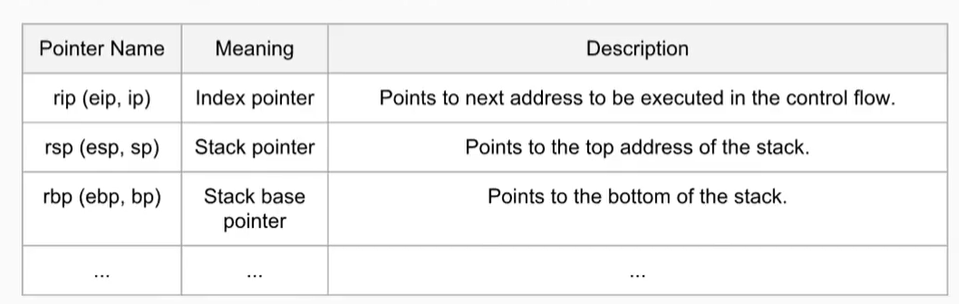 Pointer Name Meaning Description
rip (eip, ip) Index pointer Points to next address to be executed in the control flow.
rsp (esp, sp) Stack pointer Points to the top address of the stack.
rbp (ebp, bp) Stack base Points to the bottom of the stack.
pointer
... ... ...